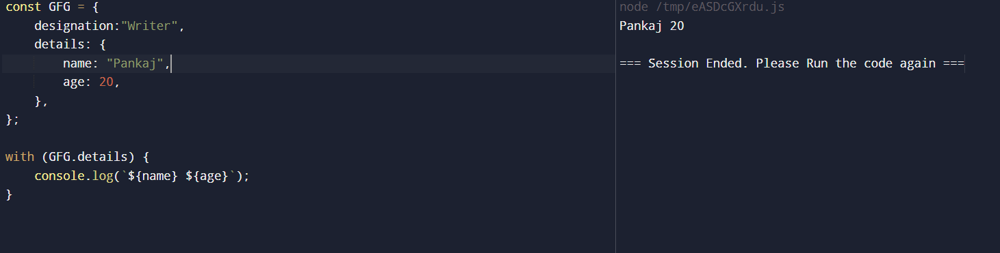 const GFG = {
    designation:"Writer",
    details: {
        name: "Pankaj",
        age: 20,
    },
};

with (GFG.details) {
    console.log(`${name} ${age}`);
}
node /tmp/eASDcGXrdu.js
Pankaj 20

=== Session Ended. Please Run the code again ===